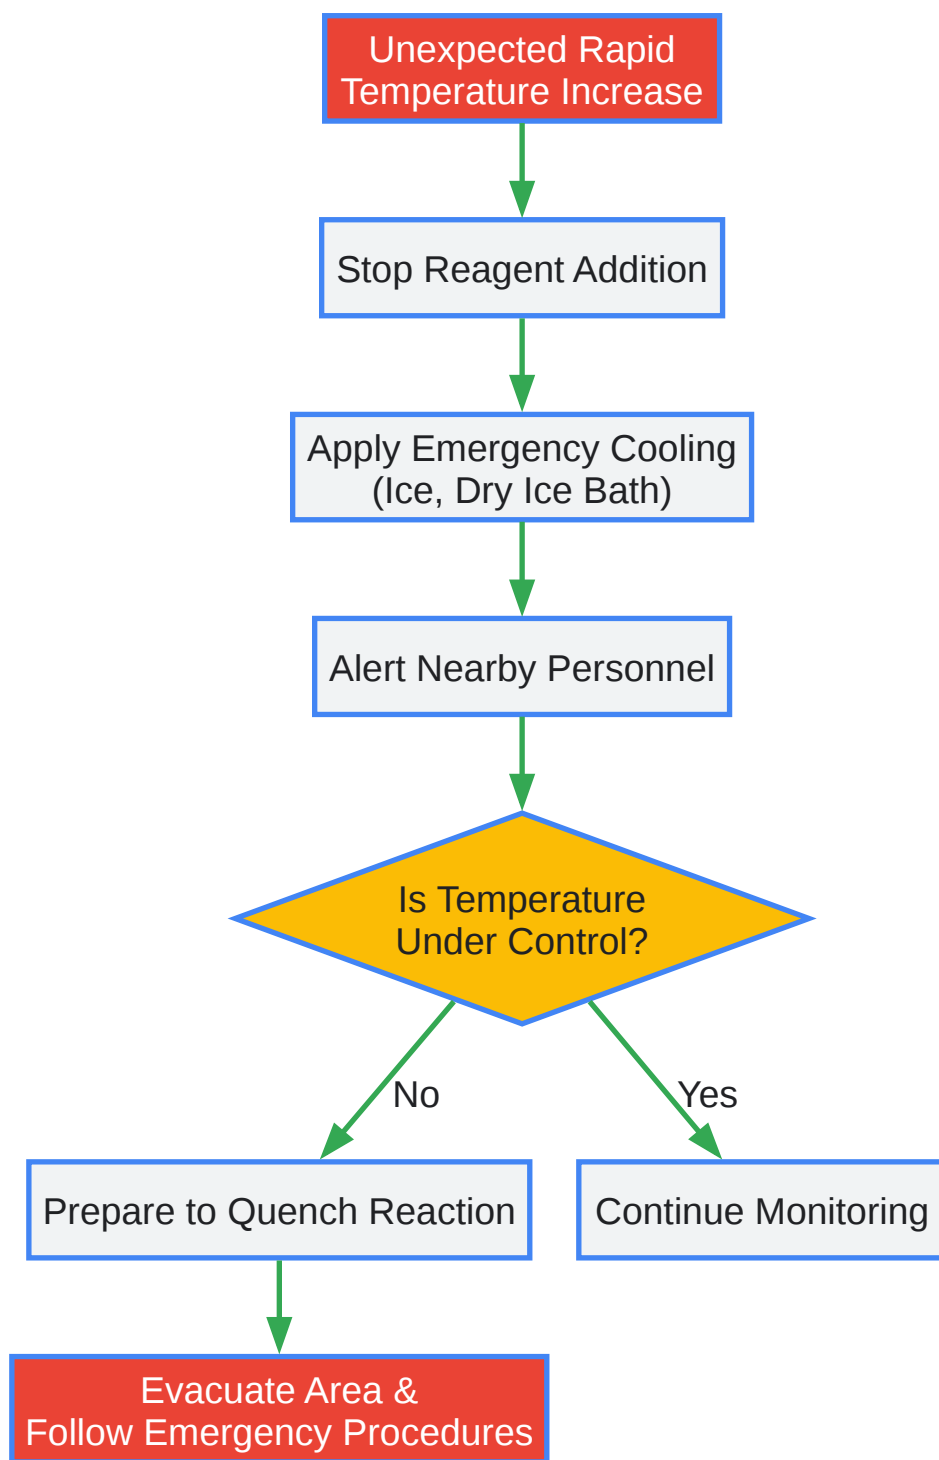 Unexpected Rapid
Temperature Increase
Stop Reagent Addition
Apply Emergency Cooling
(Ice, Dry Ice Bath)
Alert Nearby Personnel
Is Temperature
Under Control?
No
Yes
Prepare to Quench Reaction
Continue Monitoring
Evacuate Area &
Follow Emergency Procedures